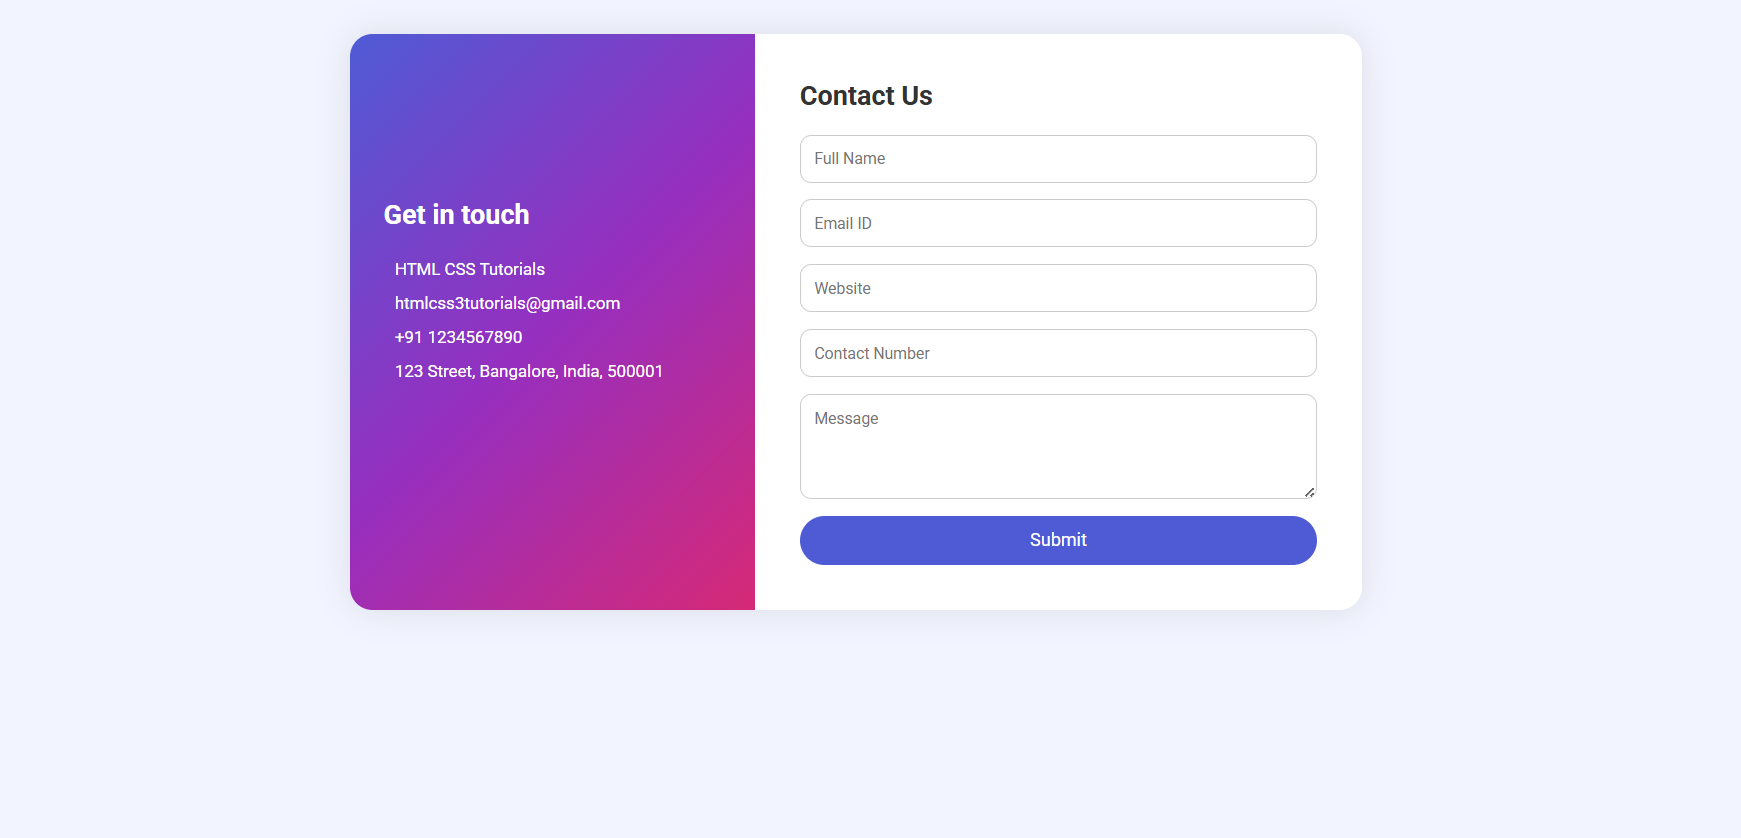 Get in touch
HTML CSS Tutorials
htmlcss3tutorials@gmail.com
+91 1234567890
123 Street, Bangalore, India, 500001
Contact Us
Full Name
Email ID
Website
Contact Number
Message
Submit